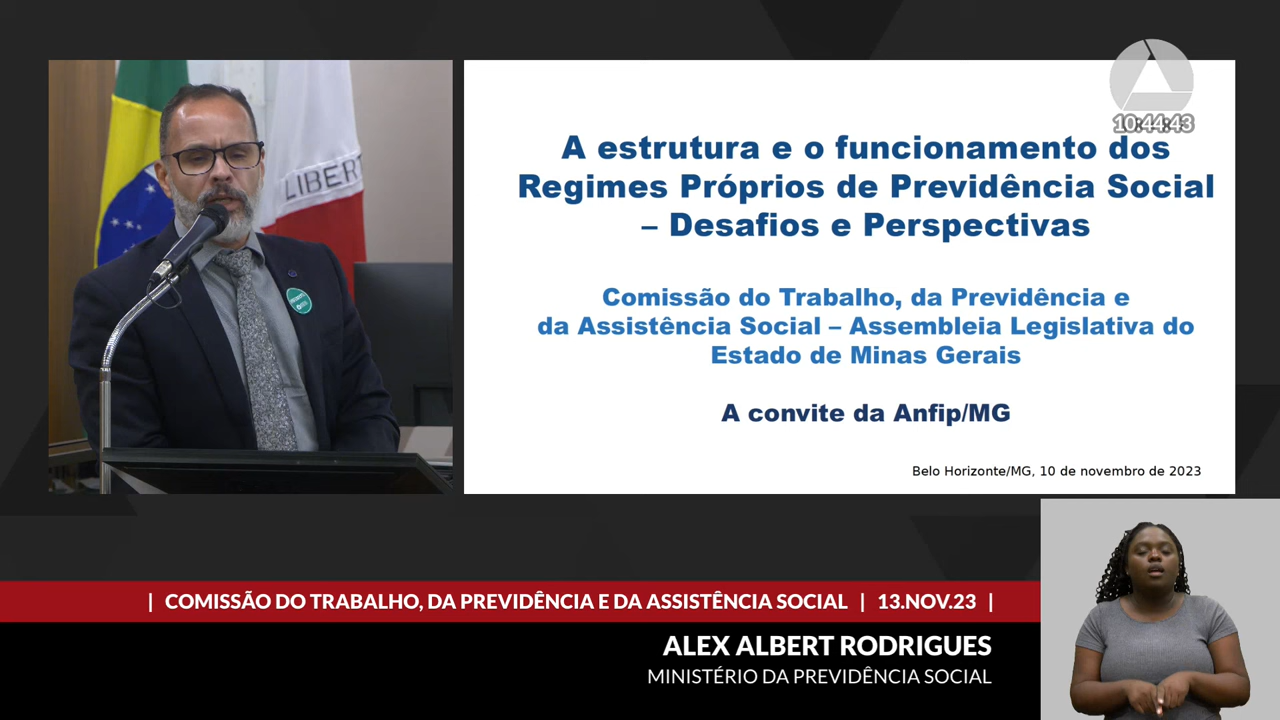 LIBERT
10:44:43
A estrutura e o funcionamento dos
Regimes Próprios de Previdência Social
– Desafios e Perspectivas
Comissão do Trabalho, da Previdência e
da Assistência Social – Assembleia Legislativa do
Estado de Minas Gerais
A convite da Anfip/MG
Belo Horizonte/MG, 10 de novembro de 2023
| COMISSÃO DO TRABALHO, DA PREVIDÊNCIA E DA ASSISTÊNCIA SOCIAL | 13.NOV.23 |
ALEX ALBERT RODRIGUES
MINISTÉRIO DA PREVIDÊNCIA SOCIAL